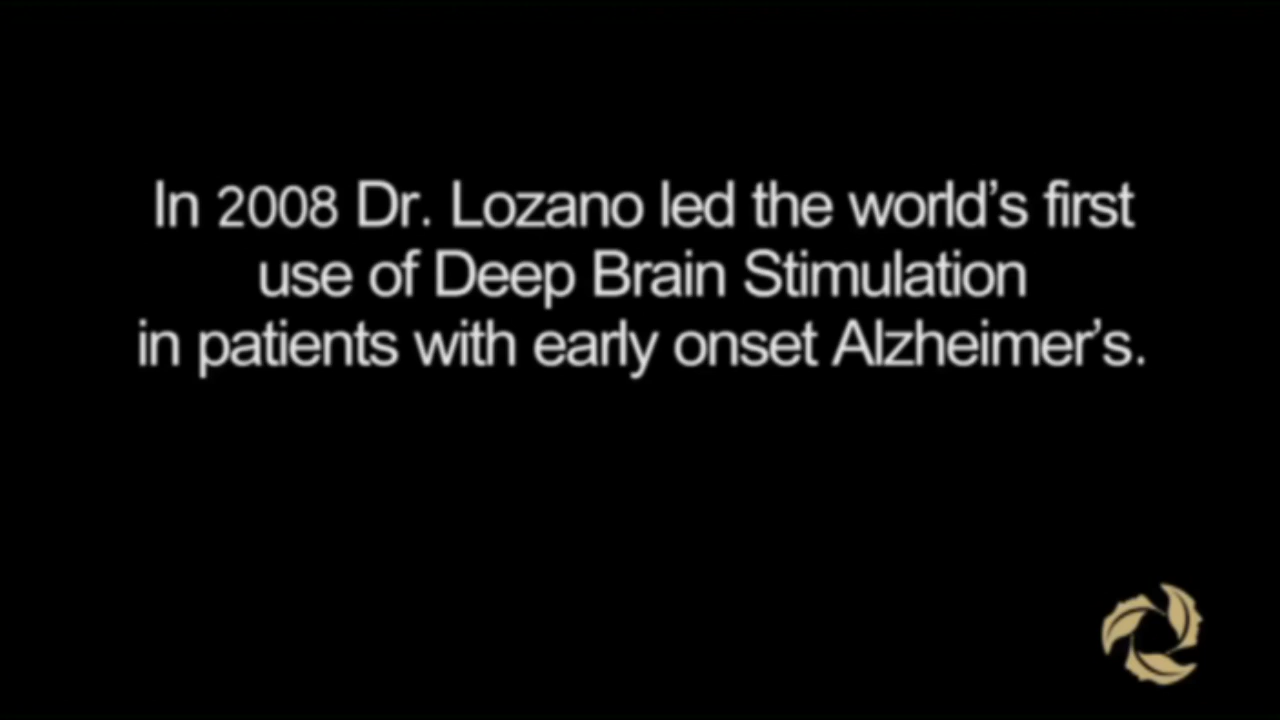 In 2008 Dr. Lozano led the world’s first
use of Deep Brain Stimulation
in patients with early onset Alzheimer’s.